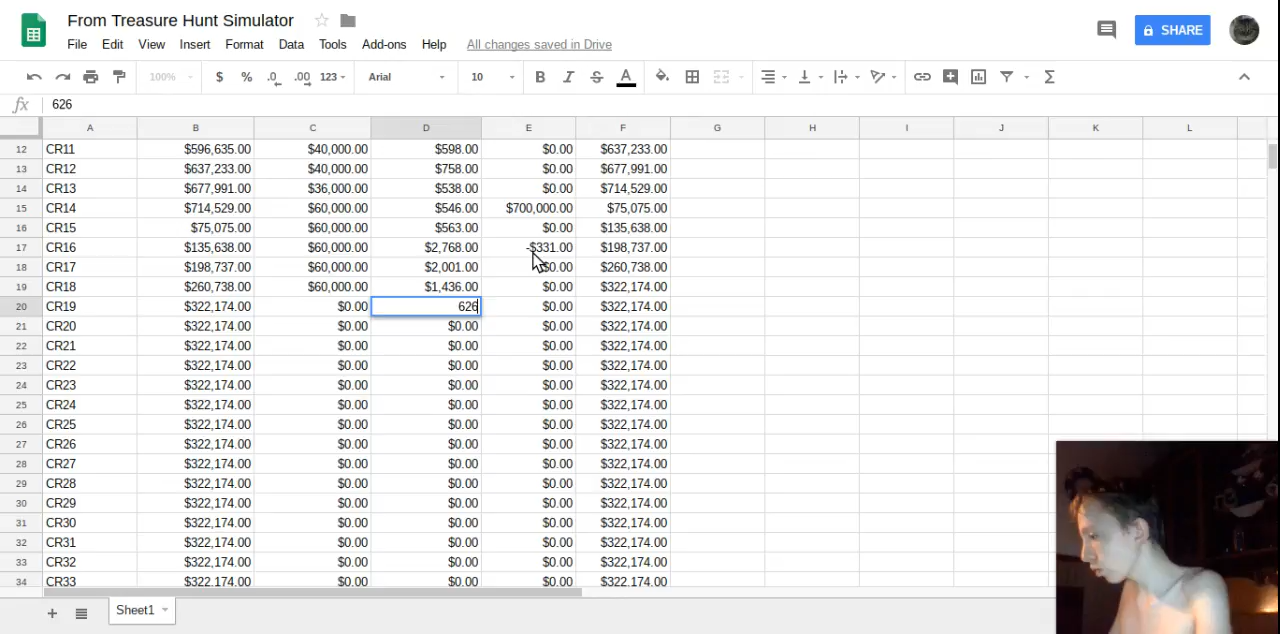 From Treasure Hunt Simulator
File Edit View Insert Format Data Tools Add-ons Help All changes saved in Drive
SHARE
100% $ % .0 .00 123 Arial 10 B I S A Σ
fx 626
A B C D E F G H I J K L
12 CR11 $596,635.00 $40,000.00 $598.00 $0.00 $637,233.00
13 CR12 $637,233.00 $40,000.00 $758.00 $0.00 $677,991.00
14 CR13 $677,991.00 $36,000.00 $538.00 $0.00 $714,529.00
15 CR14 $714,529.00 $60,000.00 $546.00 $700,000.00 $75,075.00
16 CR15 $75,075.00 $60,000.00 $563.00 $0.00 $135,638.00
17 CR16 $135,638.00 $60,000.00 $2,768.00 -$331.00 $198,737.00
18 CR17 $198,737.00 $60,000.00 $2,001.00 $0.00 $260,738.00
19 CR18 $260,738.00 $60,000.00 $1,436.00 $0.00 $322,174.00
20 CR19 $322,174.00 $0.00 626 $0.00 $322,174.00
21 CR20 $322,174.00 $0.00 $0.00 $0.00 $322,174.00
22 CR21 $322,174.00 $0.00 $0.00 $0.00 $322,174.00
23 CR22 $322,174.00 $0.00 $0.00 $0.00 $322,174.00
24 CR23 $322,174.00 $0.00 $0.00 $0.00 $322,174.00
25 CR24 $322,174.00 $0.00 $0.00 $0.00 $322,174.00
26 CR25 $322,174.00 $0.00 $0.00 $0.00 $322,174.00
27 CR26 $322,174.00 $0.00 $0.00 $0.00 $322,174.00
28 CR27 $322,174.00 $0.00 $0.00 $0.00 $322,174.00
29 CR28 $322,174.00 $0.00 $0.00 $0.00 $322,174.00
30 CR29 $322,174.00 $0.00 $0.00 $0.00 $322,174.00
31 CR30 $322,174.00 $0.00 $0.00 $0.00 $322,174.00
32 CR31 $322,174.00 $0.00 $0.00 $0.00 $322,174.00
33 CR32 $322,174.00 $0.00 $0.00 $0.00 $322,174.00
34 CR33 $322,174.00 $0.00 $0.00 $0.00 $322,174.00
Sheet1